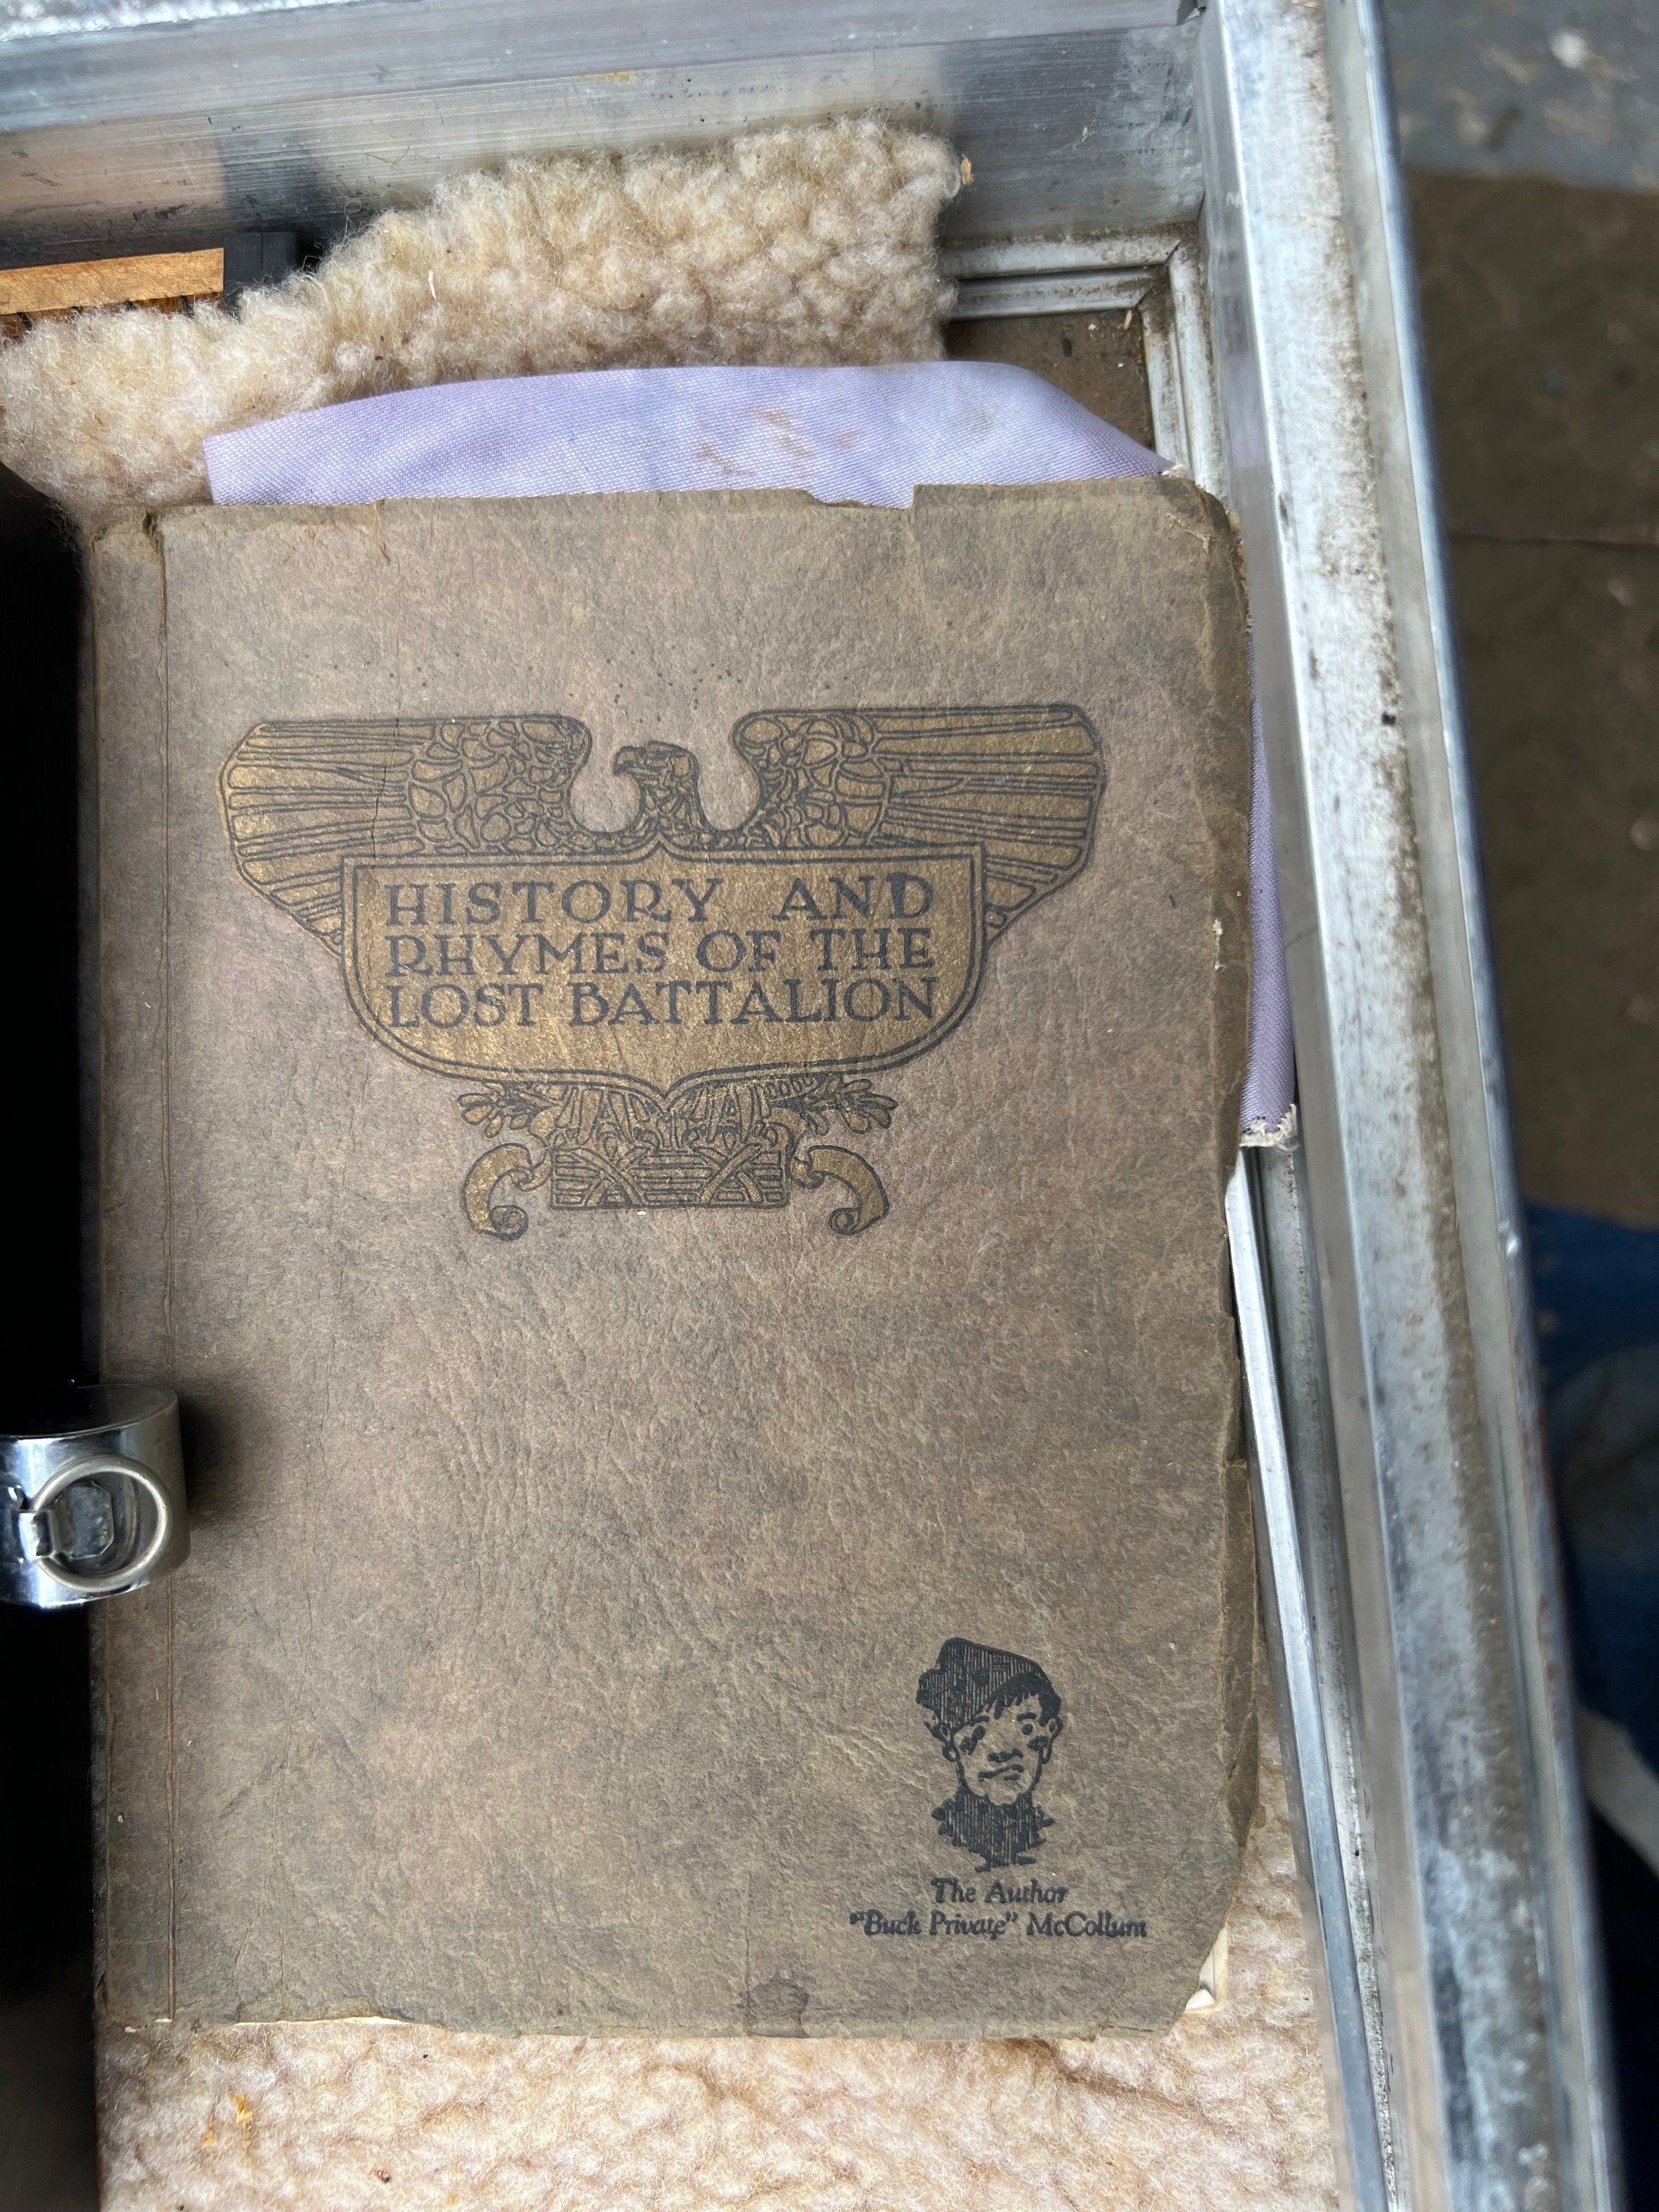 HISTORY AND
RHYMES OF THE
LOST BATTALION
The Author
"Buck Private" McCollum